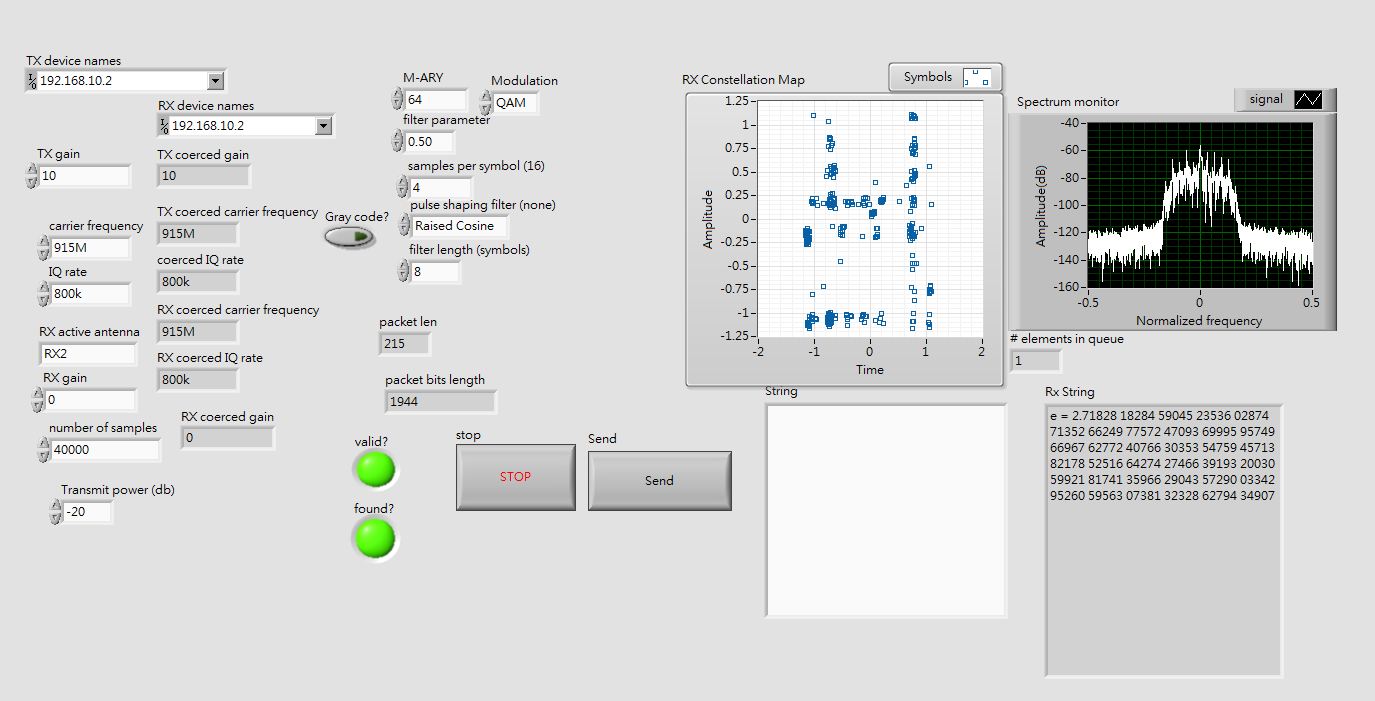 TX device names
192.168.10.2
RX device names
192.168.10.2
TX gain
10
TX coerced gain
10
carrier frequency
915M
TX coerced carrier frequency
915M
IQ rate
800k
coerced IQ rate
800k
RX active antenna
RX2
RX coerced carrier frequency
915M
RX gain
0
RX coerced IQ rate
800k
number of samples
40000
RX coerced gain
0
Transmit power (db)
-20
M-ARY
64
Modulation
QAM
filter parameter
0.50
samples per symbol (16)
4
pulse shaping filter (none)
Raised Cosine
filter length (symbols)
8
Gray code?
packet len
215
packet bits length
1944
valid?
found?
stop
STOP
Send
Send
RX Constellation Map
Symbols
Amplitude
1.25
1
0.75
0.5
0.25
0
-0.25
-0.5
-0.75
-1
-1.25
-2 -1 0 1 2
Time
Spectrum monitor
signal
Amplitude(dB)
-40
-60
-80
-100
-120
-140
-160
-0.5 0 0.5
Normalized frequency
# elements in queue
1
String
Rx String
e = 2.71828 18284 59045 23536 02874
71352 66249 77572 47093 69995 95749
66967 62772 40766 30353 54759 45713
82178 52516 64274 27466 39193 20030
59921 81741 35966 29043 57290 03342
95260 59563 07381 32328 62794 34907